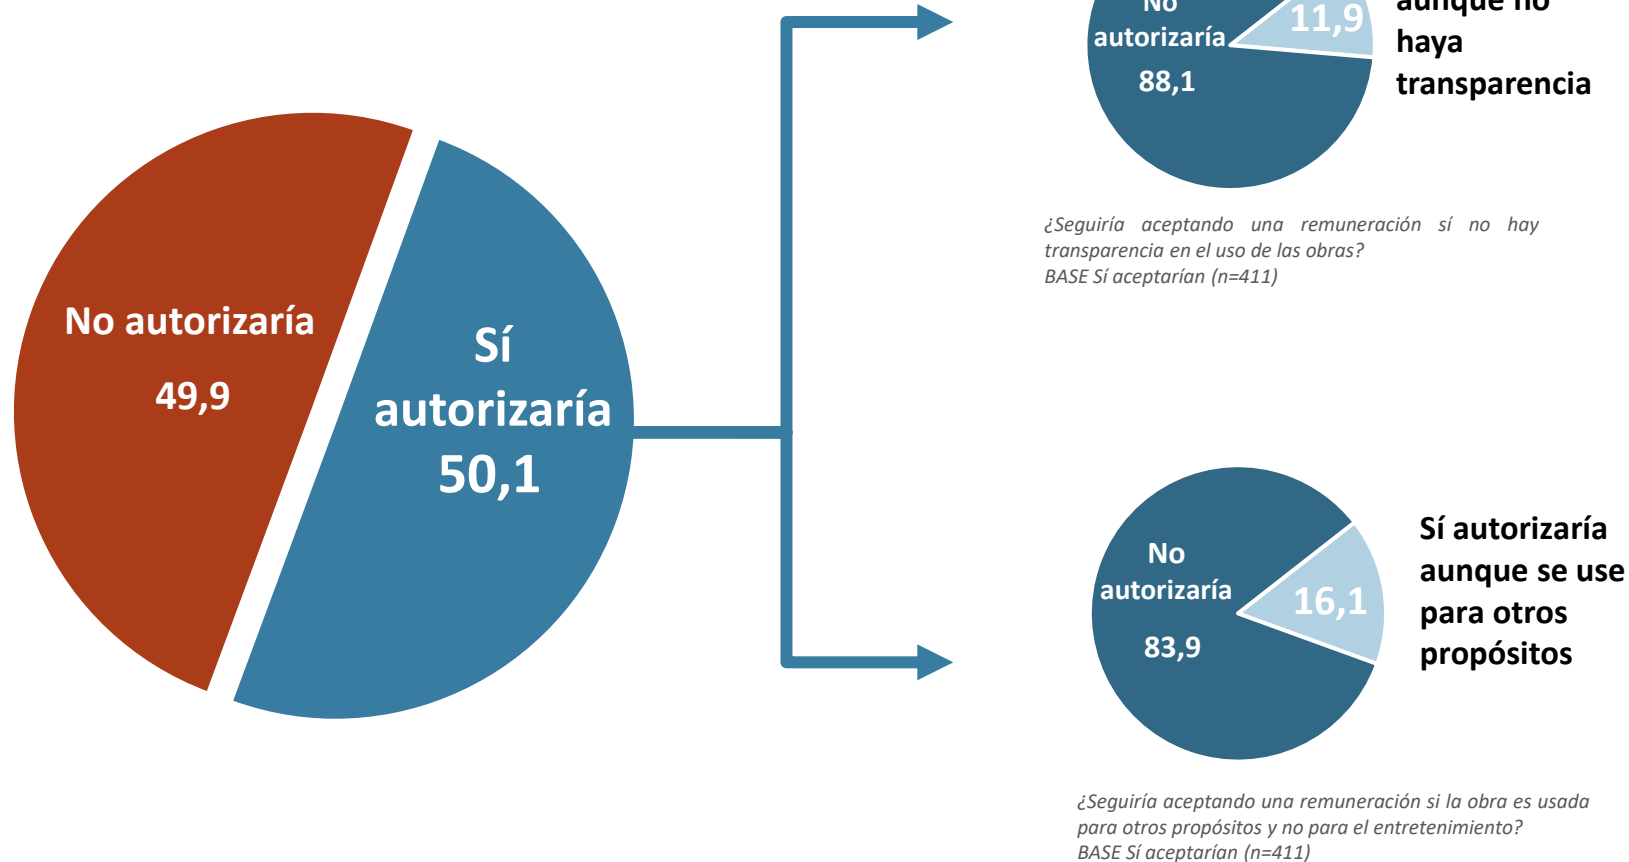 No autorizaría
49,9
Sí
autorizaría
50,1
No
autorizaría
88,1
11,9
aunque no
haya
transparencia
¿Seguiría aceptando una remuneración sí no hay
transparencia en el uso de las obras?
BASE Sí aceptarían (n=411)
No
autorizaría
83,9
16,1
Sí autorizaría
aunque se use
para otros
propósitos
¿Seguiría aceptando una remuneración si la obra es usada
para otros propósitos y no para el entretenimiento?
BASE Sí aceptarían (n=411)